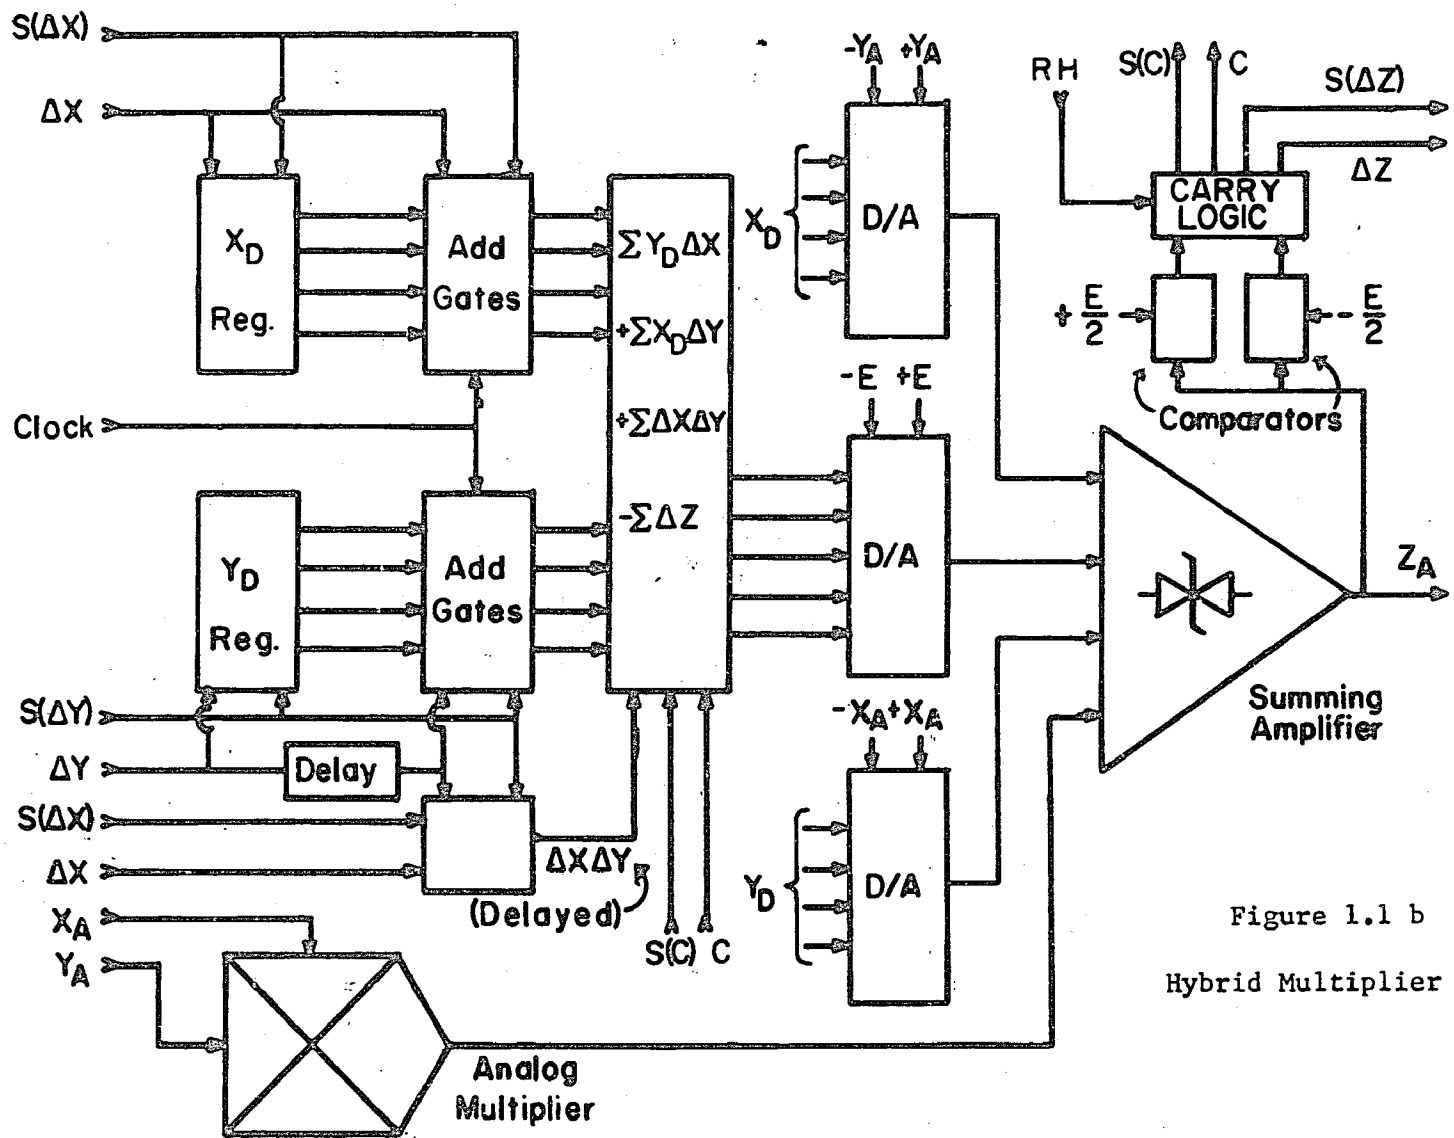 S(ΔX)
ΔX
X_D
Reg.
Add
Gates
Clock
Y_D
Reg.
Add
Gates
S(ΔY)
ΔY
Delay
S(ΔX)
ΔX
ΔXΔY
(Delayed)
X_A
Y_A
Analog
Multiplier
ΣY_DΔX
+ΣX_DΔY
+ΣΔXΔY
-ΣΔZ
S(C) C
-Y_A +Y_A
X_D
D/A
-E +E
D/A
-X_A +X_A
Y_D
D/A
RH
S(C) C
S(ΔZ)
ΔZ
CARRY
LOGIC
+ E/2
- E/2
Comparators
Z_A
Summing
Amplifier
Figure 1.1 b
Hybrid Multiplier